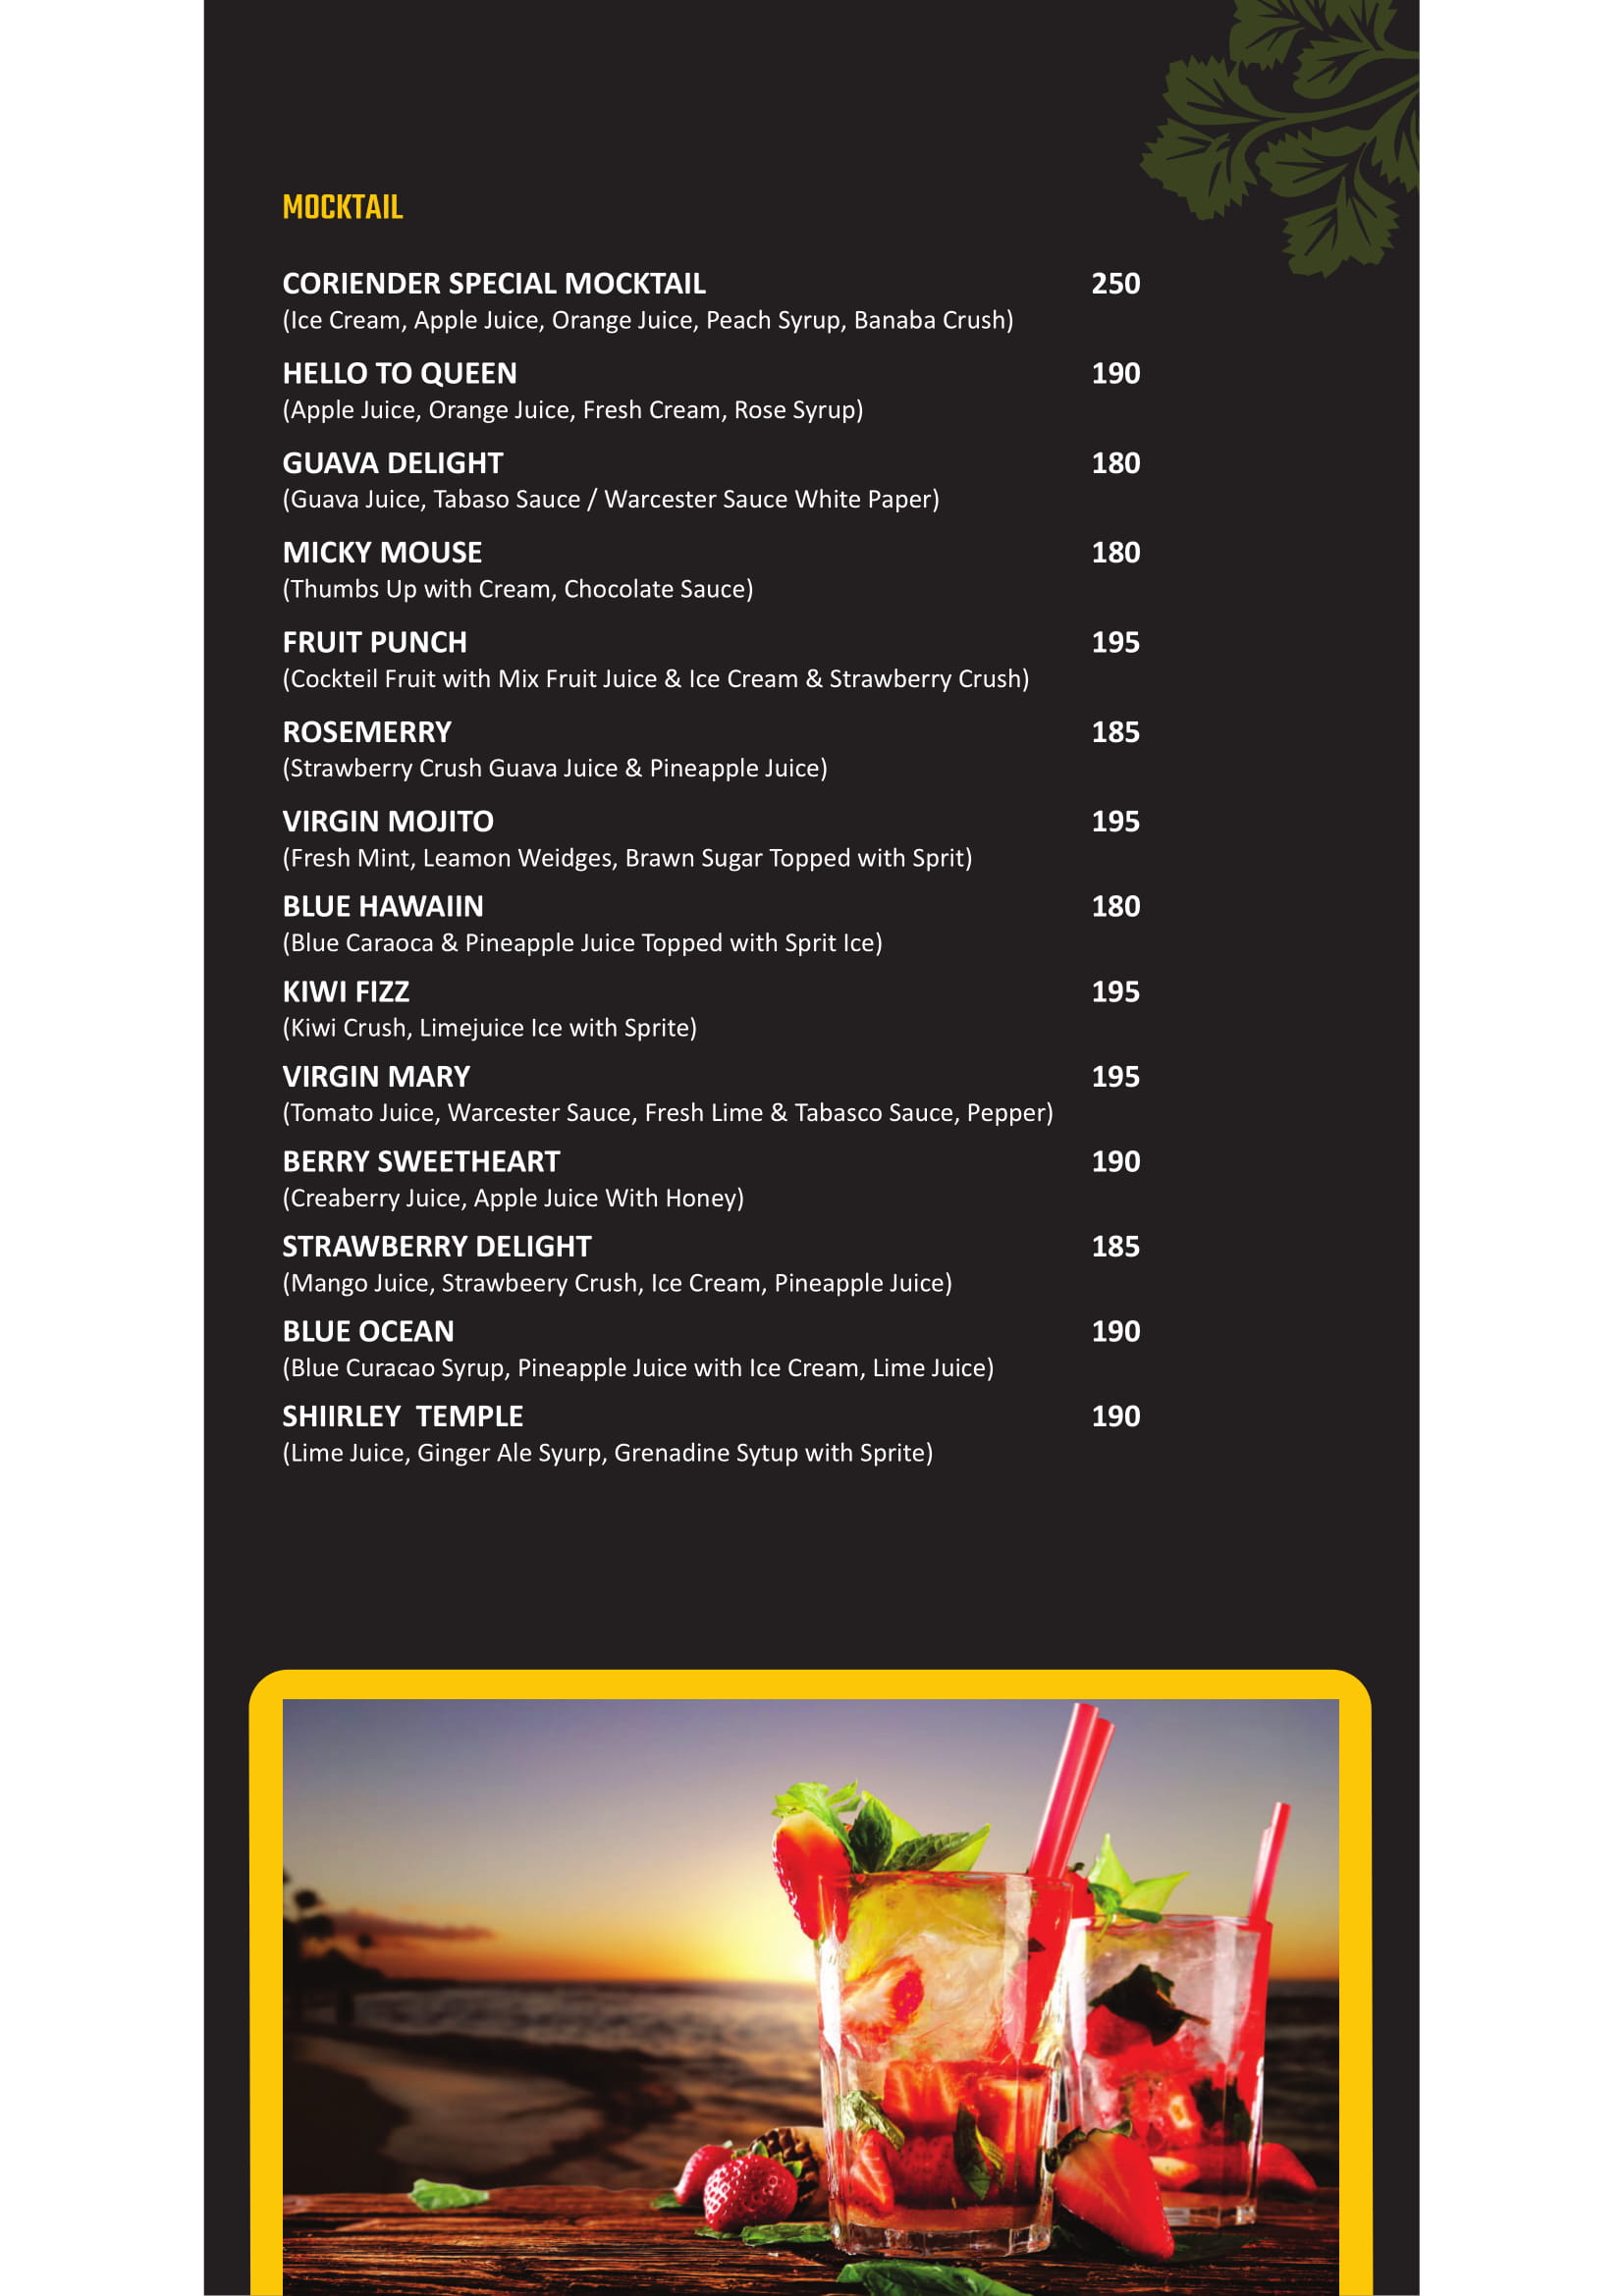 MOCKTAIL
CORIENDER SPECIAL MOCKTAIL 250
(Ice Cream, Apple Juice, Orange Juice, Peach Syrup, Banaba Crush)
HELLO TO QUEEN 190
(Apple Juice, Orange Juice, Fresh Cream, Rose Syrup)
GUAVA DELIGHT 180
(Guava Juice, Tabaso Sauce / Warcester Sauce White Paper)
MICKY MOUSE 180
(Thumbs Up with Cream, Chocolate Sauce)
FRUIT PUNCH 195
(Cockteil Fruit with Mix Fruit Juice & Ice Cream & Strawberry Crush)
ROSEMERRY 185
(Strawberry Crush Guava Juice & Pineapple Juice)
VIRGIN MOJITO 195
(Fresh Mint, Leamon Weidges, Brawn Sugar Topped with Sprit)
BLUE HAWAIIN 180
(Blue Caraoca & Pineapple Juice Topped with Sprit Ice)
KIWI FIZZ 195
(Kiwi Crush, Limejuice Ice with Sprite)
VIRGIN MARY 195
(Tomato Juice, Warcester Sauce, Fresh Lime & Tabasco Sauce, Pepper)
BERRY SWEETHEART 190
(Creaberry Juice, Apple Juice With Honey)
STRAWBERRY DELIGHT 185
(Mango Juice, Strawbeery Crush, Ice Cream, Pineapple Juice)
BLUE OCEAN 190
(Blue Curacao Syrup, Pineapple Juice with Ice Cream, Lime Juice)
SHIIRLEY  TEMPLE 190
(Lime Juice, Ginger Ale Syurp, Grenadine Sytup with Sprite)